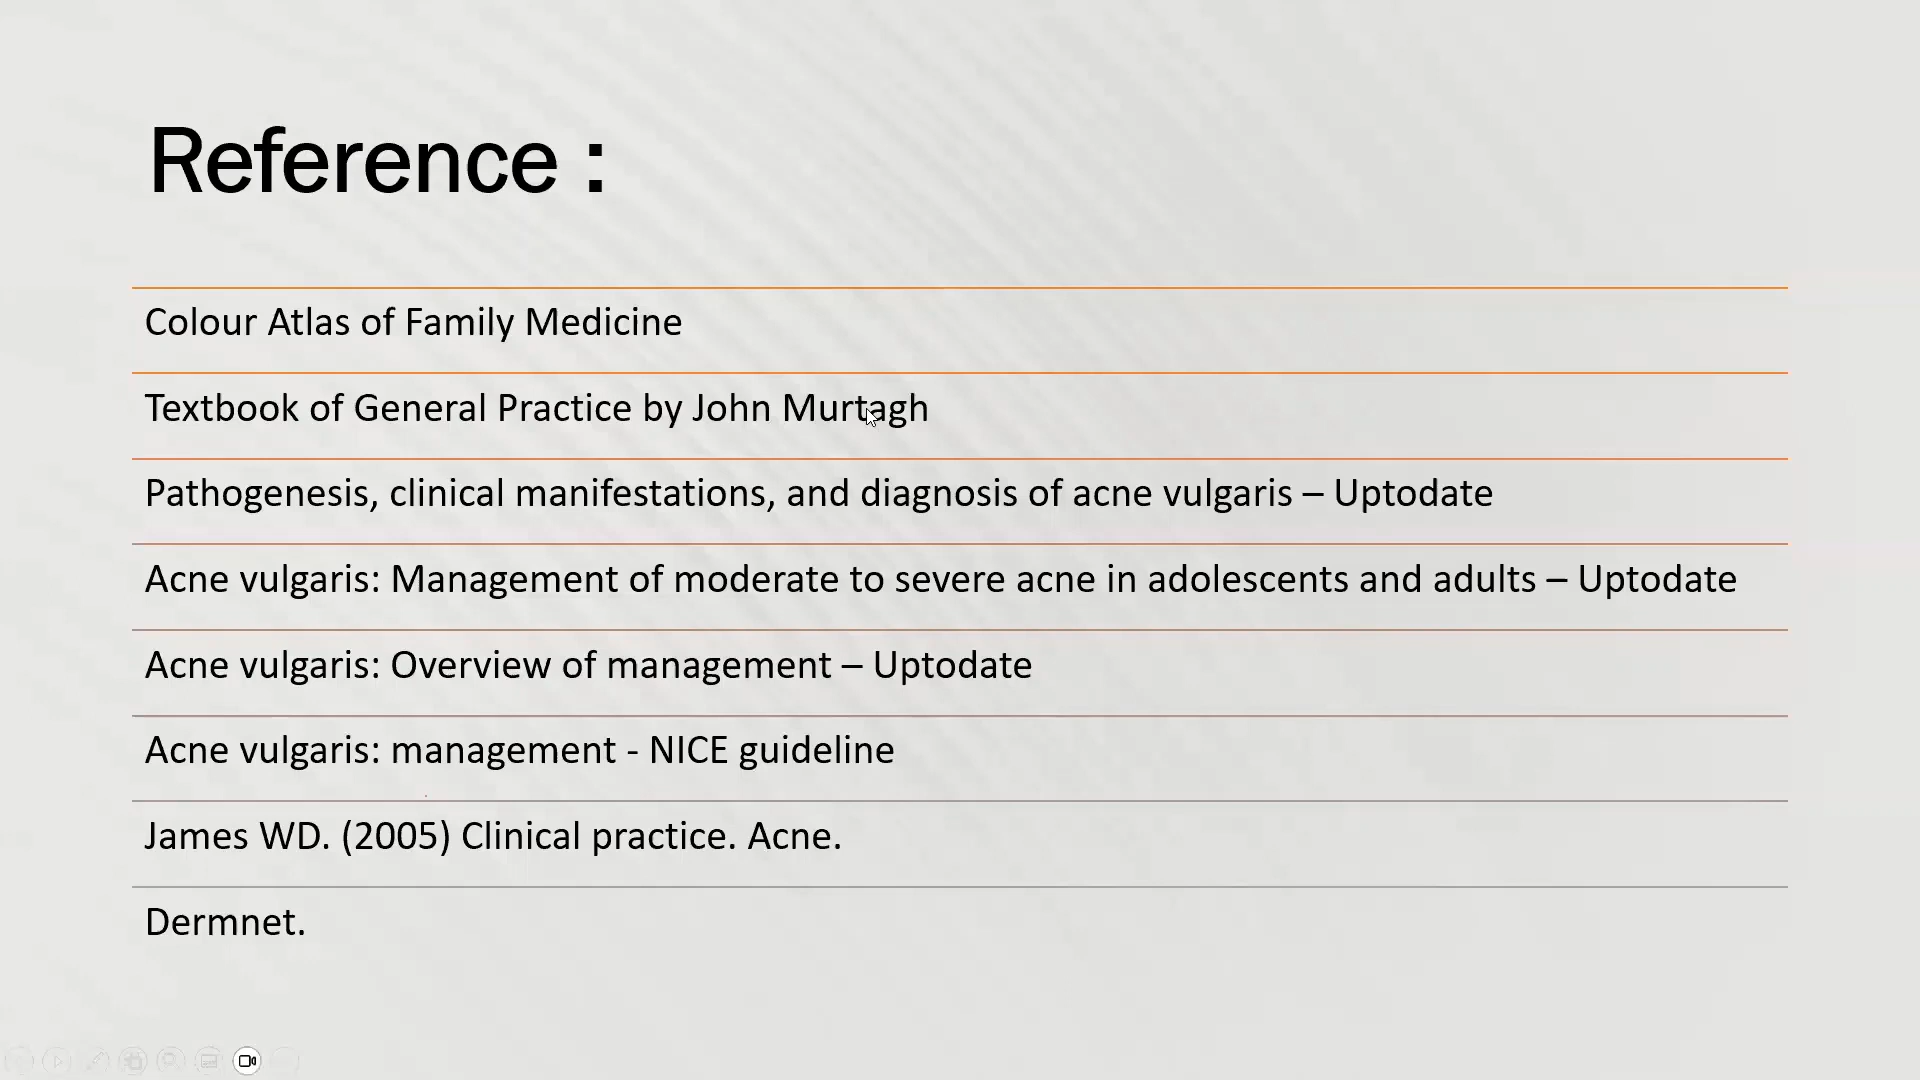 Reference :
Colour Atlas of Family Medicine
Textbook of General Practice by John Murtagh
Pathogenesis, clinical manifestations, and diagnosis of acne vulgaris – Uptodate
Acne vulgaris: Management of moderate to severe acne in adolescents and adults – Uptodate
Acne vulgaris: Overview of management – Uptodate
Acne vulgaris: management - NICE guideline
James WD. (2005) Clinical practice. Acne.
Dermnet.